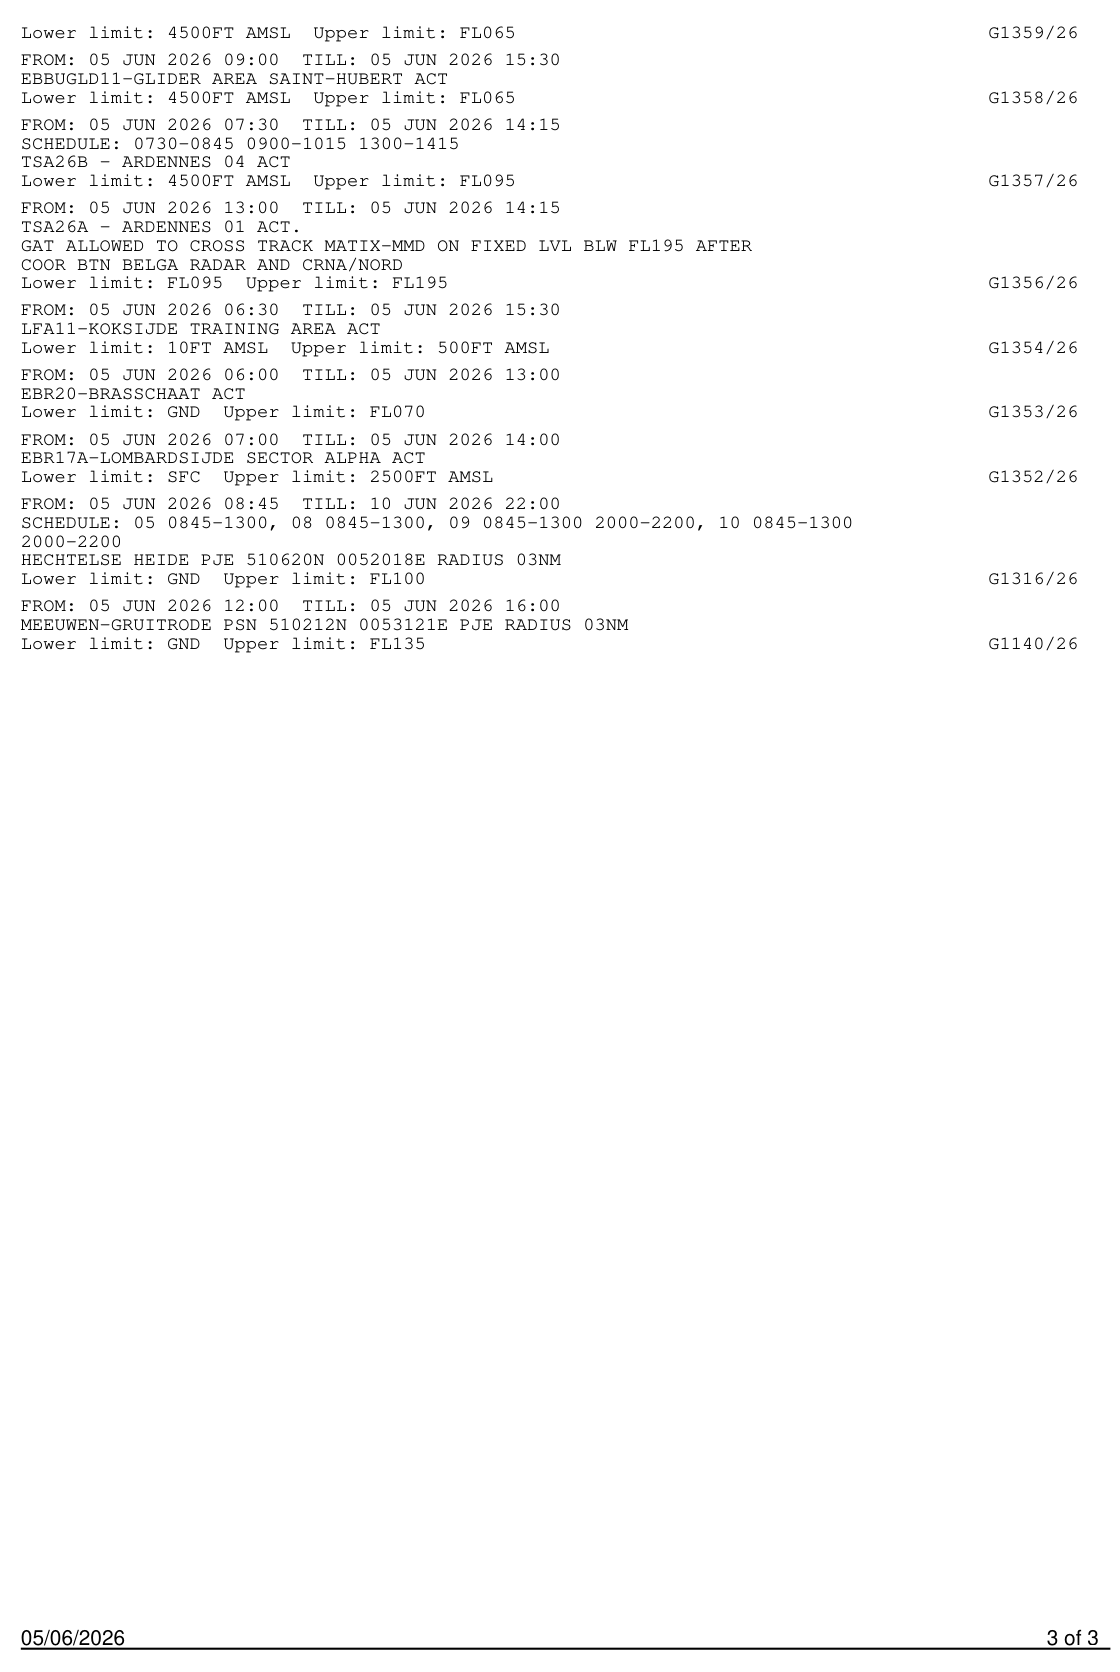 Lower limit: 4500FT AMSL  Upper limit: FL065 G1359/26
FROM: 05 JUN 2026 09:00  TILL: 05 JUN 2026 15:30
EBBUGLD11-GLIDER AREA SAINT-HUBERT ACT
Lower limit: 4500FT AMSL  Upper limit: FL065 G1358/26
FROM: 05 JUN 2026 07:30  TILL: 05 JUN 2026 14:15
SCHEDULE: 0730-0845 0900-1015 1300-1415
TSA26B - ARDENNES 04 ACT
Lower limit: 4500FT AMSL  Upper limit: FL095 G1357/26
FROM: 05 JUN 2026 13:00  TILL: 05 JUN 2026 14:15
TSA26A - ARDENNES 01 ACT.
GAT ALLOWED TO CROSS TRACK MATIX-MMD ON FIXED LVL BLW FL195 AFTER
COOR BTN BELGA RADAR AND CRNA/NORD
Lower limit: FL095  Upper limit: FL195 G1356/26
FROM: 05 JUN 2026 06:30  TILL: 05 JUN 2026 15:30
LFA11-KOKSIJDE TRAINING AREA ACT
Lower limit: 10FT AMSL  Upper limit: 500FT AMSL G1354/26
FROM: 05 JUN 2026 06:00  TILL: 05 JUN 2026 13:00
EBR20-BRASSCHAAT ACT
Lower limit: GND  Upper limit: FL070 G1353/26
FROM: 05 JUN 2026 07:00  TILL: 05 JUN 2026 14:00
EBR17A-LOMBARDSIJDE SECTOR ALPHA ACT
Lower limit: SFC  Upper limit: 2500FT AMSL G1352/26
FROM: 05 JUN 2026 08:45  TILL: 10 JUN 2026 22:00
SCHEDULE: 05 0845-1300, 08 0845-1300, 09 0845-1300 2000-2200, 10 0845-1300
2000-2200
HECHTELSE HEIDE PJE 510620N 0052018E RADIUS 03NM
Lower limit: GND  Upper limit: FL100 G1316/26
FROM: 05 JUN 2026 12:00  TILL: 05 JUN 2026 16:00
MEEUWEN-GRUITRODE PSN 510212N 0053121E PJE RADIUS 03NM
Lower limit: GND  Upper limit: FL135 G1140/26
05/06/2026 3 of 3